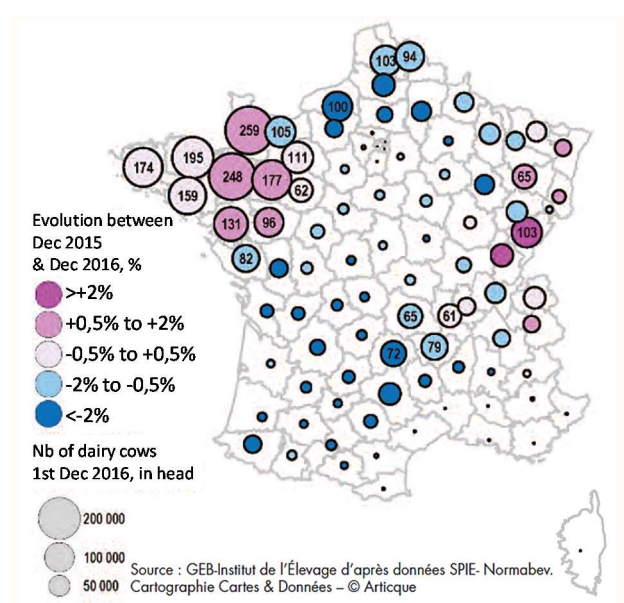 103 94
100
259 105
195 111
174
248 177
159 62
65
131 96
103
82
65 61
79
72
Evolution between
Dec 2015
& Dec 2016, %
>+2%
+0,5% to +2%
-0,5% to +0,5%
-2% to -0,5%
<-2%
Nb of dairy cows
1st Dec 2016, in head
200 000
100 000
50 000
Source : GEB-Institut de l’Élevage d’après données SPIE- Normabev.
Cartographie Cartes & Données – © Articque